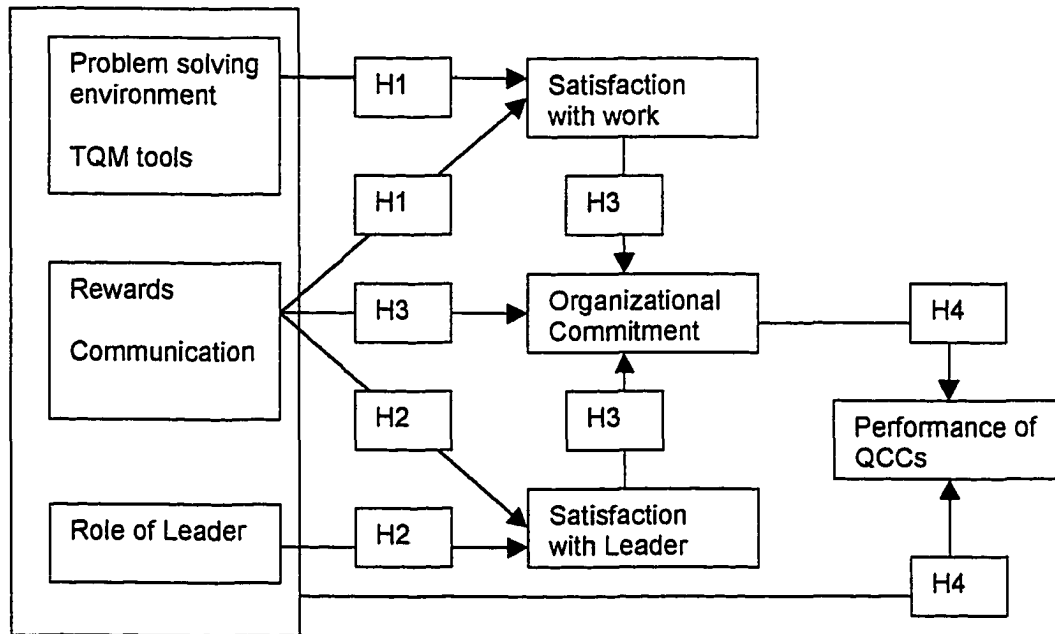 Problem solving
environment
TQM tools
H1
Satisfaction
with work
H1
H3
Rewards
Communication
H3
Organizational
Commitment
H4
H2
H3
Performance of
QCCs
Role of Leader
H2
Satisfaction
with Leader
H4